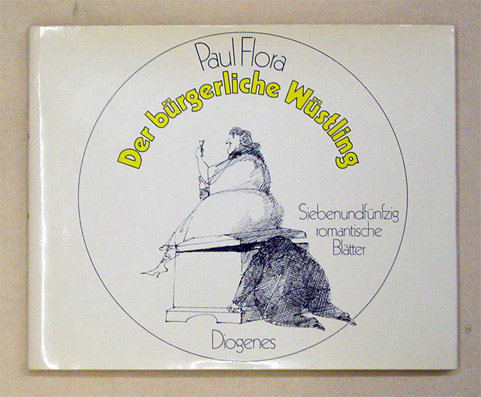 Paul Flora
Der bürgerliche Wüstling
Siebenundfünfzig
romantische
Blätter
Diogenes